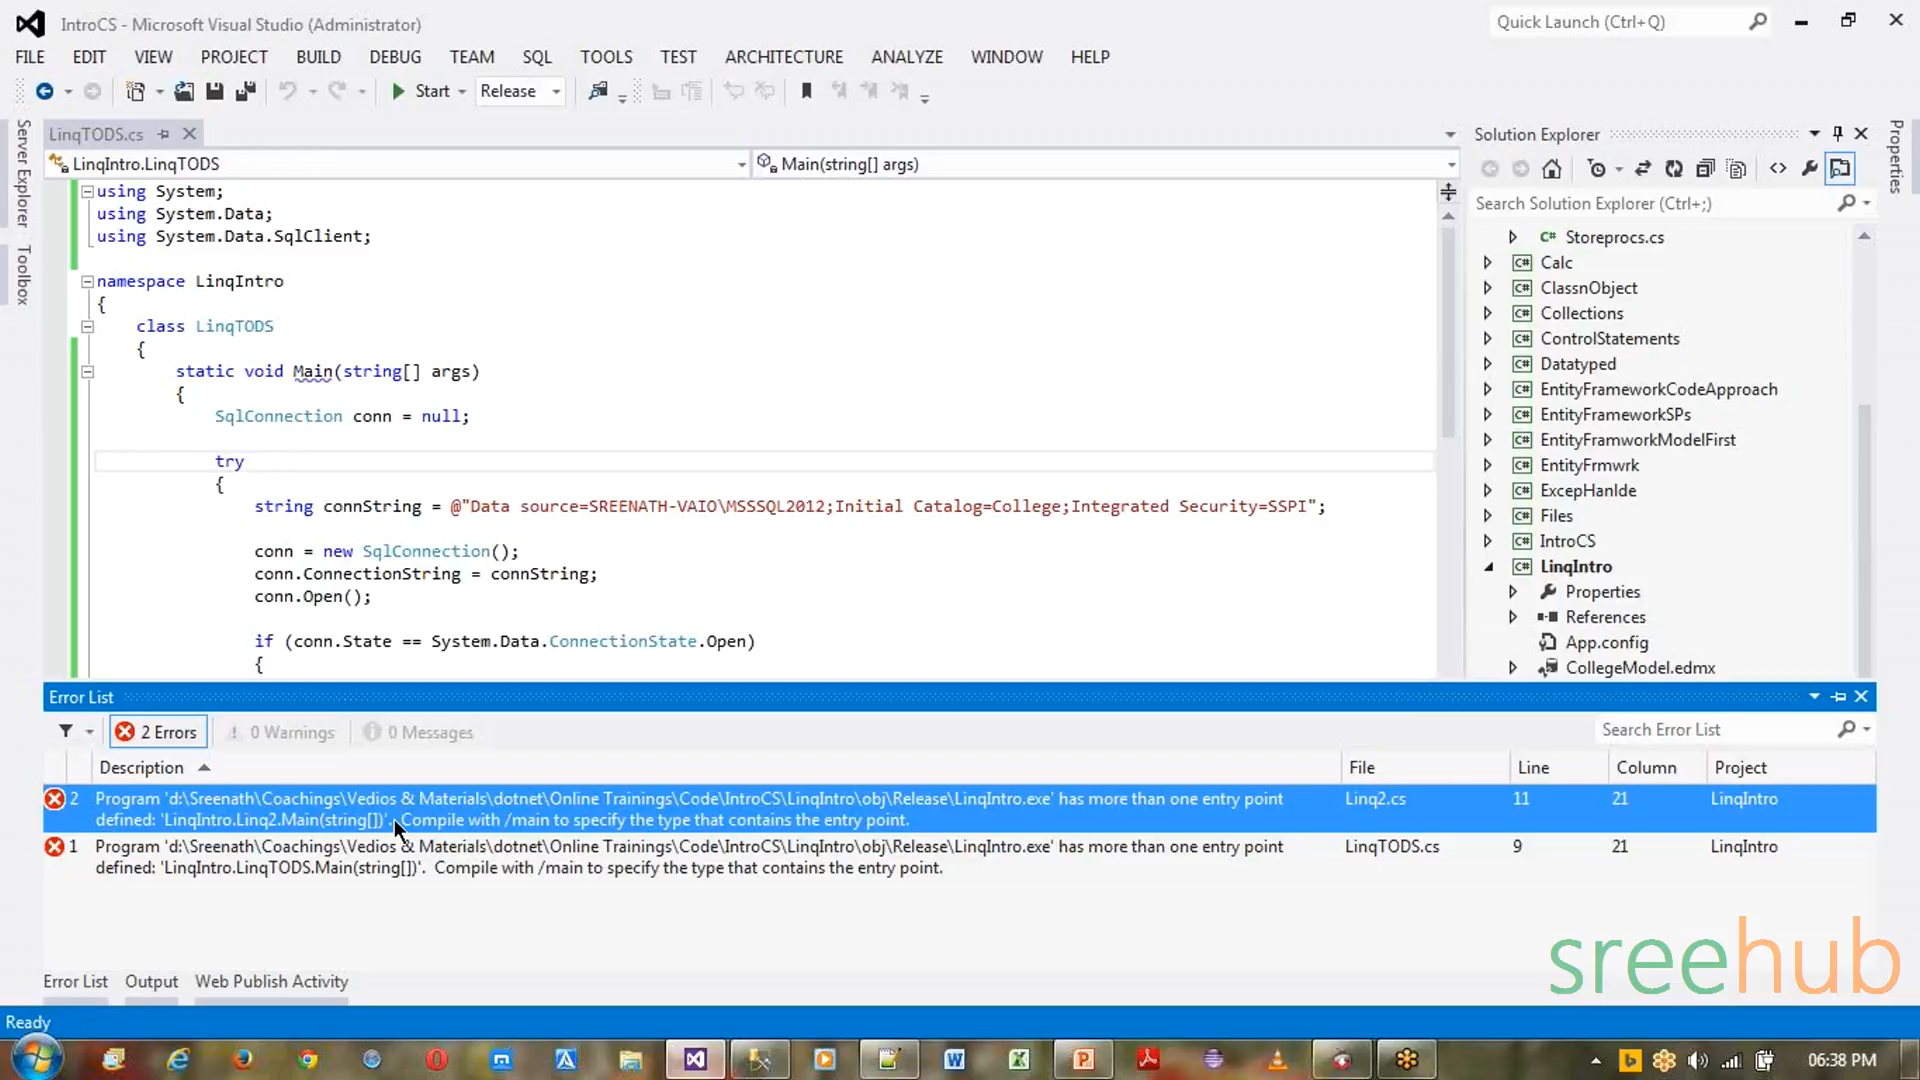 IntroCS - Microsoft Visual Studio (Administrator)
Quick Launch (Ctrl+Q)
FILE EDIT VIEW PROJECT BUILD DEBUG TEAM SQL TOOLS TEST ARCHITECTURE ANALYZE WINDOW HELP
Start Release
Server Explorer
Toolbox
LinqTODS.cs
LinqIntro.LinqTODS
Main(string[] args)
using System;
using System.Data;
using System.Data.SqlClient;
namespace LinqIntro
{
class LinqTODS
{
static void Main(string[] args)
{
SqlConnection conn = null;
try
{
string connString = @"Data source=SREENATH-VAIO\MSSSQL2012;Initial Catalog=College;Integrated Security=SSPI";
conn = new SqlConnection();
conn.ConnectionString = connString;
conn.Open();
if (conn.State == System.Data.ConnectionState.Open)
{
Solution Explorer
Search Solution Explorer (Ctrl+;)
C# Storeprocs.cs
C# Calc
C# ClassnObject
C# Collections
C# ControlStatements
C# Datatyped
C# EntityFrameworkCodeApproach
C# EntityFrameworkSPs
C# EntityFramworkModelFirst
C# EntityFrmwrk
C# ExcepHanlde
C# Files
C# IntroCS
C# LinqIntro
Properties
References
App.config
CollegeModel.edmx
Properties
Error List
2 Errors 0 Warnings 0 Messages
Search Error List
Description File Line Column Project
2 Program 'd:\Sreenath\Coachings\Vedios & Materials\dotnet\Online Trainings\Code\IntroCS\LinqIntro\obj\Release\LinqIntro.exe' has more than one entry point Linq2.cs 11 21 LinqIntro
defined: 'LinqIntro.Linq2.Main(string[])'. Compile with /main to specify the type that contains the entry point.
1 Program 'd:\Sreenath\Coachings\Vedios & Materials\dotnet\Online Trainings\Code\IntroCS\LinqIntro\obj\Release\LinqIntro.exe' has more than one entry point LinqTODS.cs 9 21 LinqIntro
defined: 'LinqIntro.LinqTODS.Main(string[])'. Compile with /main to specify the type that contains the entry point.
sreehub
Error List Output Web Publish Activity
Ready
06:38 PM